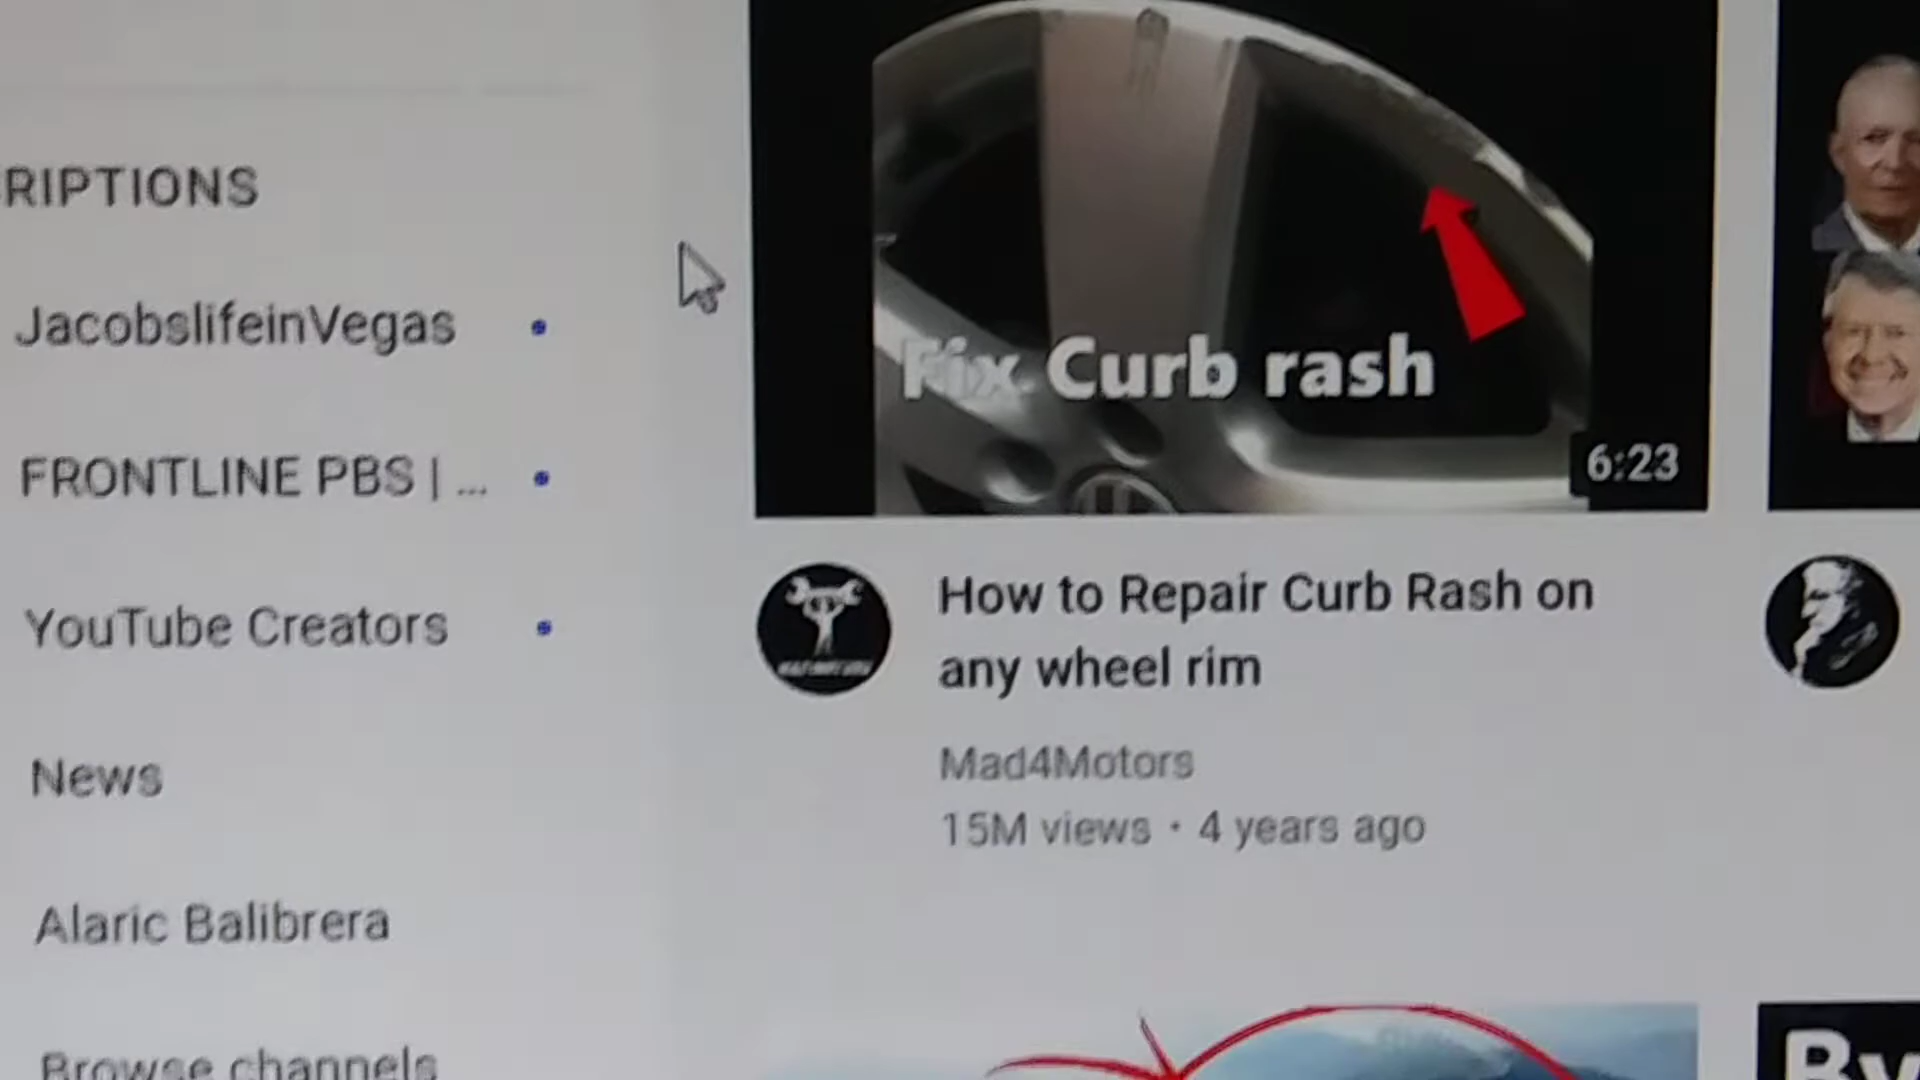 RIPTIONS
JacobslifeinVegas
FRONTLINE PBS | ...
YouTube Creators
News
Alaric Balibrera
Browse channels
Fix Curb rash
6:23
How to Repair Curb Rash on
any wheel rim
Mad4Motors
15M views • 4 years ago
By